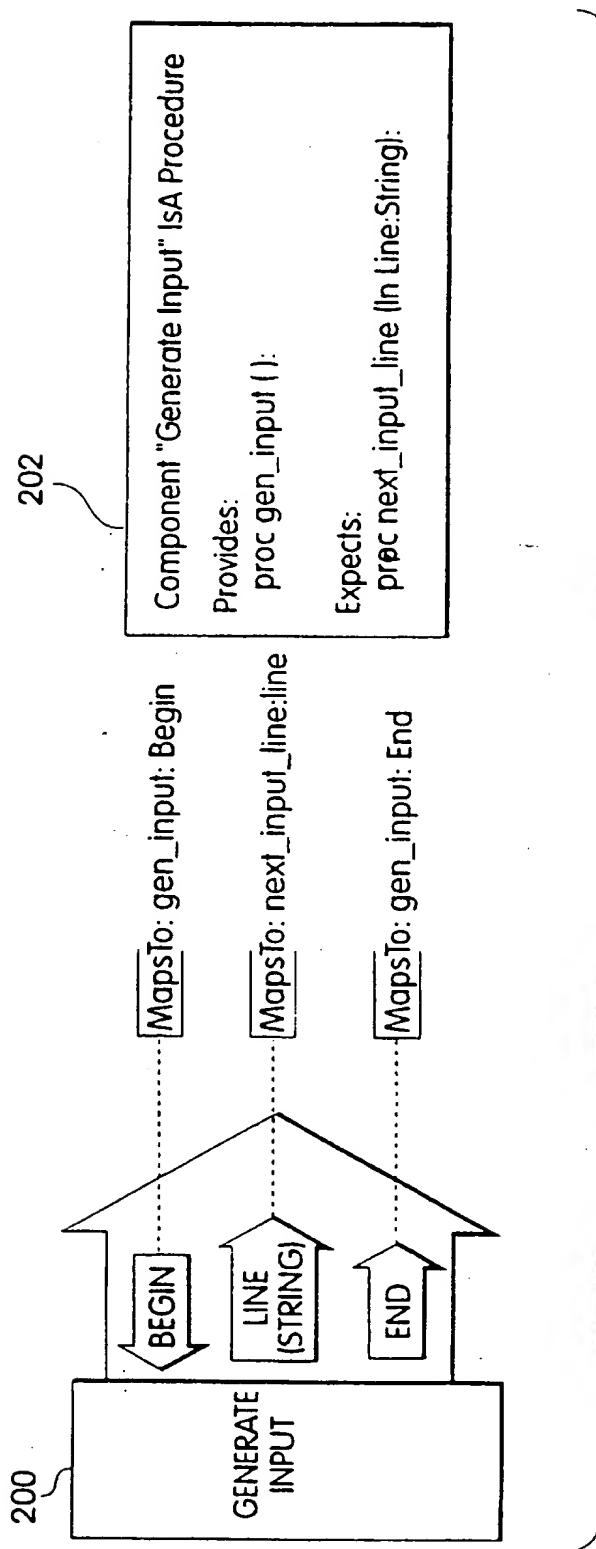 200
GENERATE
INPUT
BEGIN
LINE
(STRING)
END
MapsTo: gen_input: Begin
MapsTo: next_input_line:line
MapsTo: gen_input: End
202
Component "Generate Input" IsA Procedure
Provides:
proc gen_input ( ):
Expects:
proc next_input_line (In Line:String):